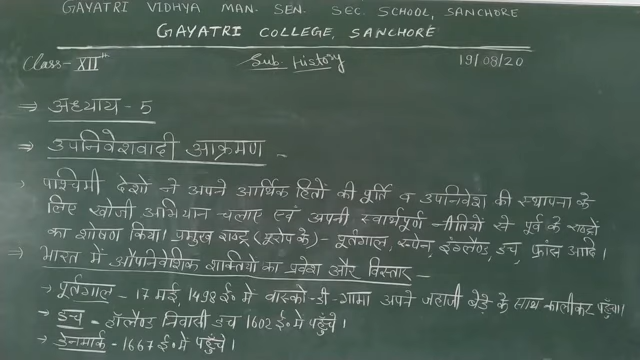 GAYATRI VIDHYA MAN. SEN. SEC. SCHOOL, SANCHORE
GAYATRI COLLEGE, SANCHORE
Class - XIIth Sub. History 19/08/20
⇒ अध्याय - 5
⇒ उपनिवेशवादी आक्रमण -
पाश्चिमी देशों ने अपने आर्थिक हितों की पूर्ति व उपनिवेश की स्थापना के
लिए खोजी अभियान चलाए एवं अपनी स्वार्थपूर्ण नीतियों से पूर्व के राष्ट्रों
का शोषण किया। प्रमुख राष्ट्र (यूरोप के) - पूर्तगाल, स्पेन, इंग्लैण्ड, डच, फ्रांस आदि।
⇒ भारत में औपनिवेशिक शक्तियों का प्रवेश और विस्तार -
→ पूर्तगाल - 17 मई, 1498 ई० में वास्को-डी-गामा अपने जहाजी बेड़े के साथ कालीकट पहुँचा।
→ डच - हॉलैण्ड निवासी डच 1602 ई० में पहुँचे।
→ डेनमार्क - 1667 ई० में पहुँचे।